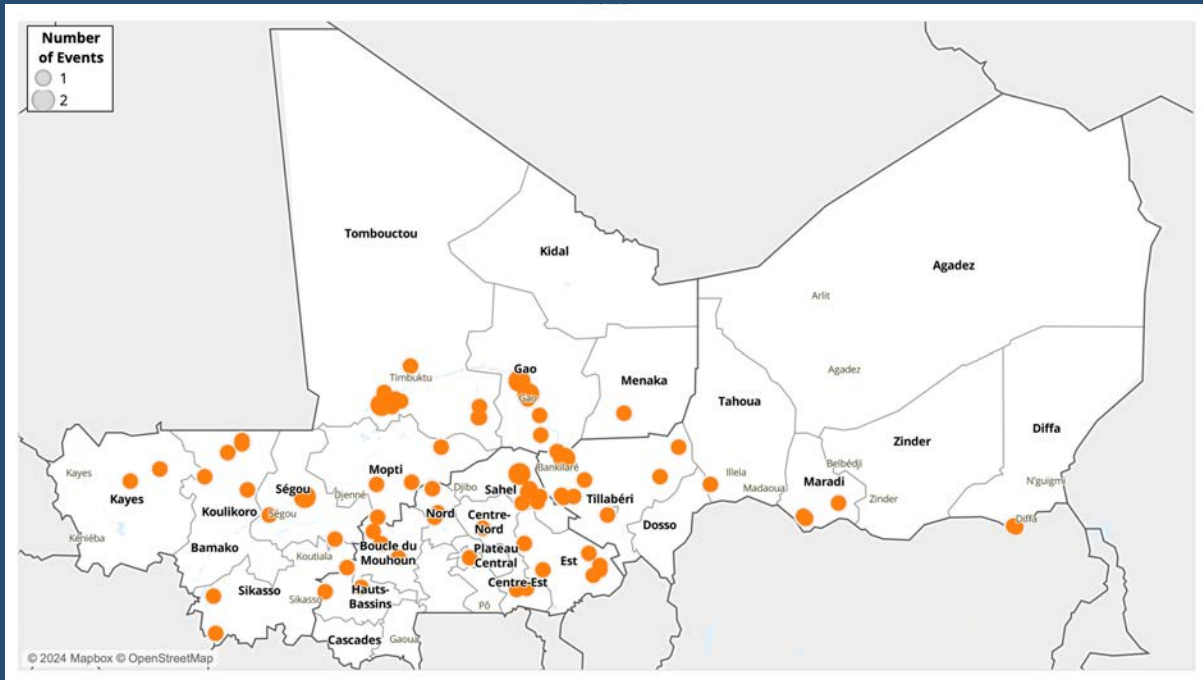 Number
of Events
1
2
Tombouctou
Kidal
Agadez
Arlit
Gao
Timbuktu
Agadez
Menaka
Gao
Tahoua
Diffa
Zinder
Mopti
Bankilaré
Belbédji
Kayes
Illela
Maradi
N'guigmi
Djibo
Sahel
Ségou
Djenné
Madaoua
Kayes
Tillabéri
Zinder
Koulikoro
Ségou
Nord
Centre-
Nord
Diffa
Dosso
Kéniéba
Bamako
Koutiala
Boucle du
Mouhoun
Plateau
Central
Est
Centre-Est
Sikasso
Sikasso
Hauts-
Bassins
Pô
Cascades
Gaoua
© 2024 Mapbox © OpenStreetMap